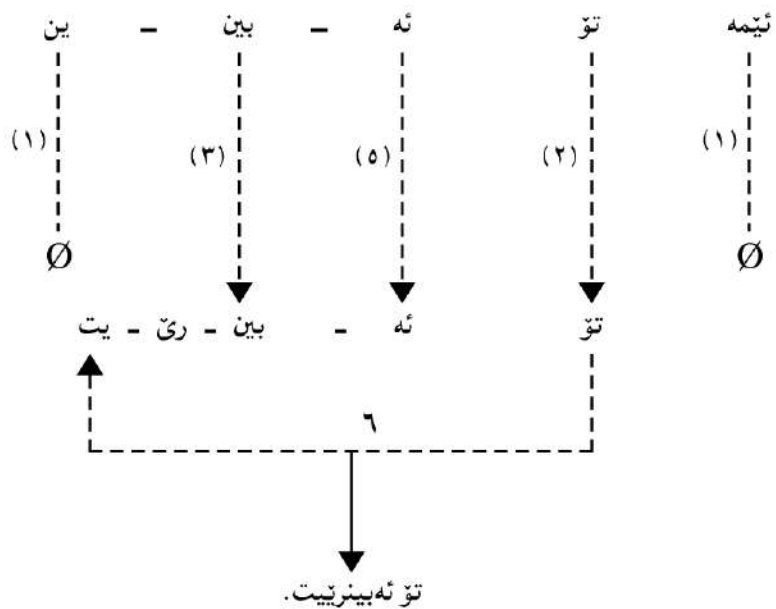 ئێمە تۆ ئە – بین – ین
(١) (٢) (٥) (٣) (١)
Ø Ø
تۆ ئە - بین - رێ - یت
٦
تۆ ئەبینرێیت.